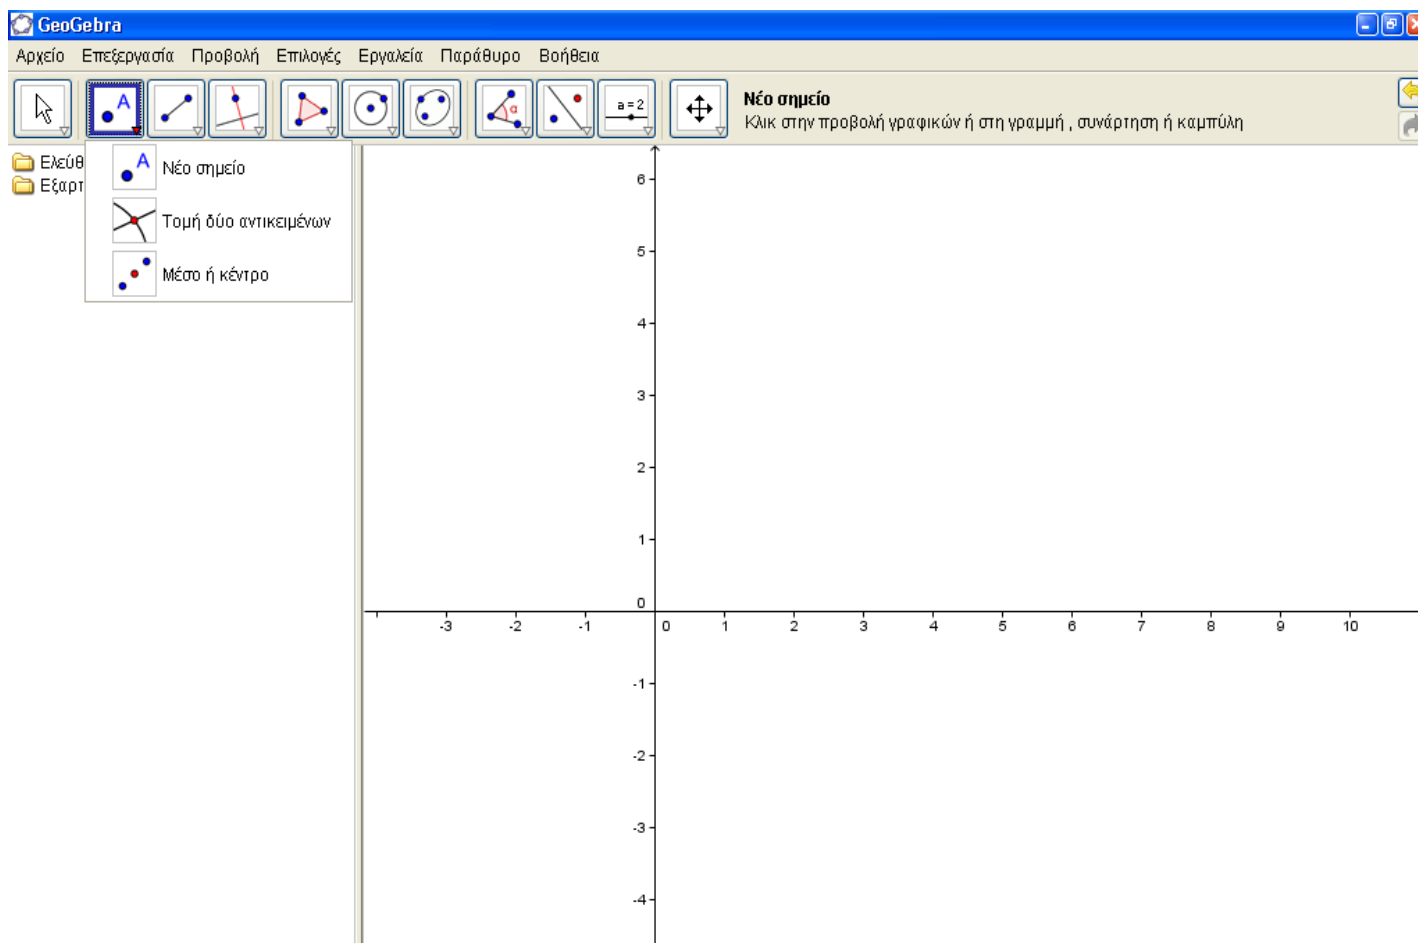 GeoGebra
Αρχείο Επεξεργασία Προβολή Επιλογές Εργαλεία Παράθυρο Βοήθεια
A
α
a = 2
Νέο σημείο
Κλικ στην προβολή γραφικών ή στη γραμμή , συνάρτηση ή καμπύλη
Ελεύθ
Εξαρτ
A
Νέο σημείο
Τομή δύο αντικειμένων
Μέσο ή κέντρο
6
5
4
3
2
1
0
-3 -2 -1 0 1 2 3 4 5 6 7 8 9 10
-1
-2
-3
-4